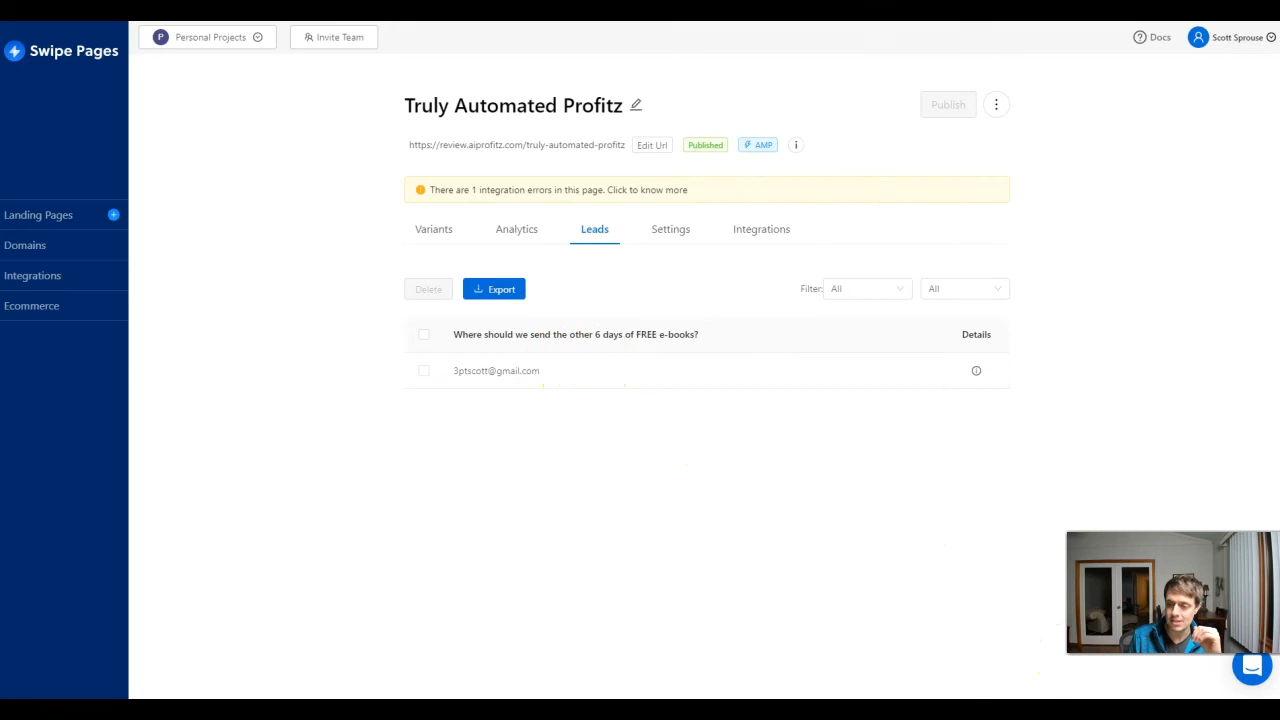 P Personal Projects
Invite Team
Docs
Scott Sprouse
Swipe Pages
Landing Pages
Domains
Integrations
Ecommerce
Truly Automated Profitz
Publish
https://review.aiprofitz.com/truly-automated-profitz
Edit Url
Published
AMP
There are 1 integration errors in this page. Click to know more
Variants
Analytics
Leads
Settings
Integrations
Delete
Export
Filter:
All
All
Where should we send the other 6 days of FREE e-books?
Details
3ptscott@gmail.com